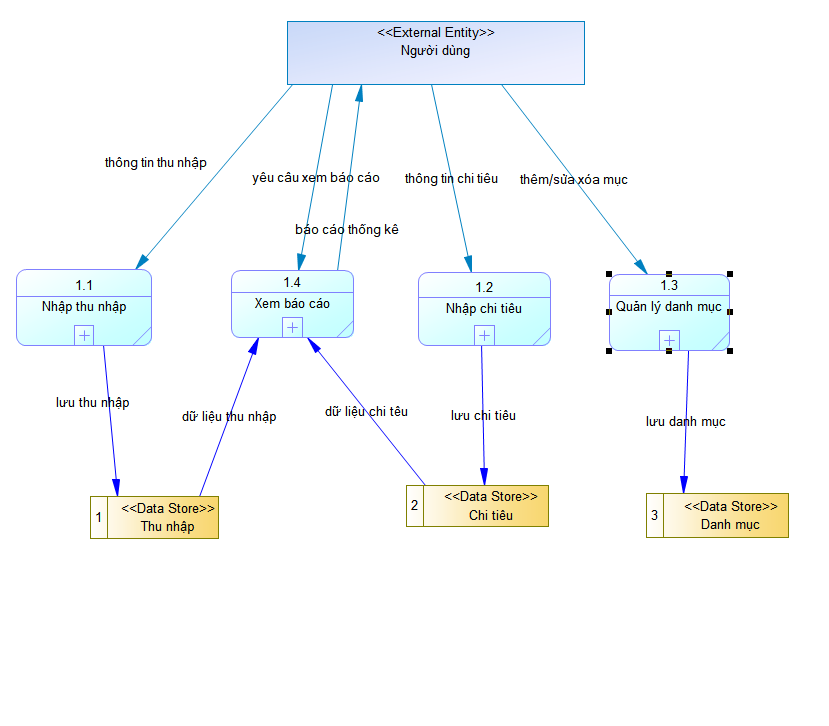 <<External Entity>>
Người dùng
thông tin thu nhập
yêu câu xem báo cáo
thông tin chi tiêu
thêm/sửa xóa mục
báo cáo thống kê
1.1
Nhập thu nhập
1.4
Xem báo cáo
1.2
Nhập chi tiêu
1.3
Quản lý danh mục
lưu thu nhập
dữ liệu thu nhập
dữ liệu chi têu
lưu chi tiêu
lưu danh mục
1
<<Data Store>>
Thu nhập
2
<<Data Store>>
Chi tiêu
3
<<Data Store>>
Danh mục